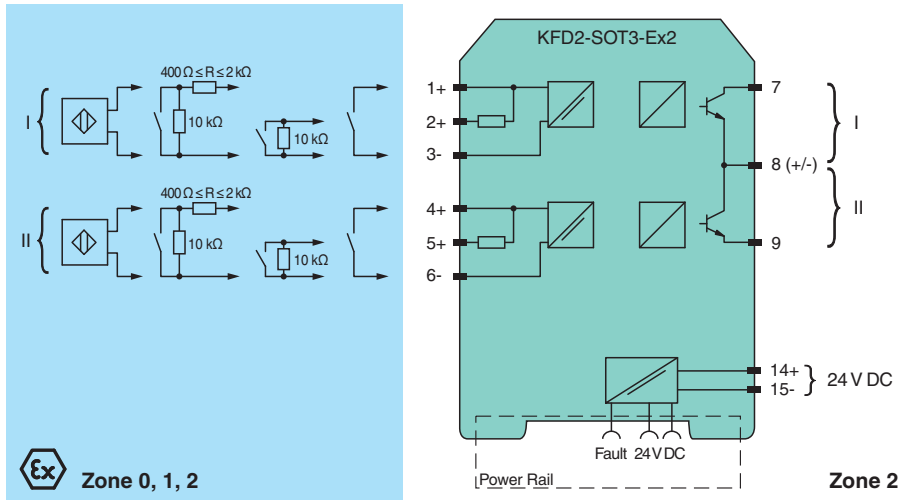 KFD2-SOT3-Ex2
400 Ω ≤ R ≤ 2 kΩ
I
10 kΩ
10 kΩ
400 Ω ≤ R ≤ 2 kΩ
II
10 kΩ
10 kΩ
1+
2+
3-
4+
5+
6-
7
I
8 (+/-)
II
9
14+
15-
24 V DC
Fault 24 V DC
Power Rail
Ex
Zone 0, 1, 2
Zone 2